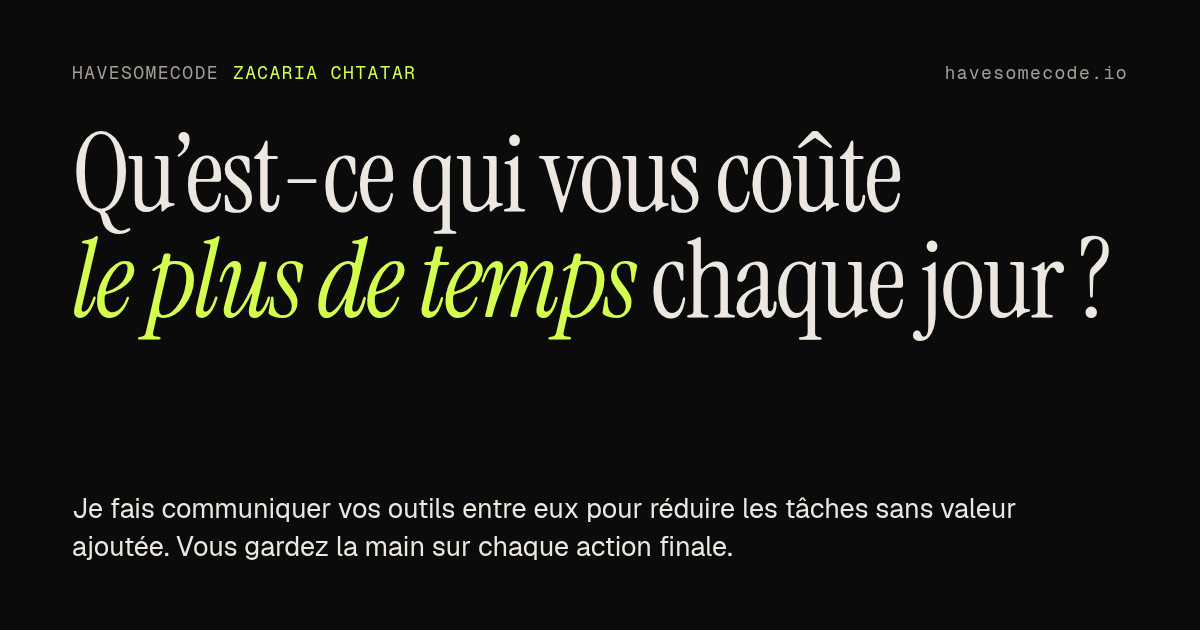 HAVESOMECODE ZACARIA CHTATAR
havesomecode.io
Qu’est-ce qui vous coûte
le plus de temps chaque jour ?
Je fais communiquer vos outils entre eux pour réduire les tâches sans valeur
ajoutée. Vous gardez la main sur chaque action finale.